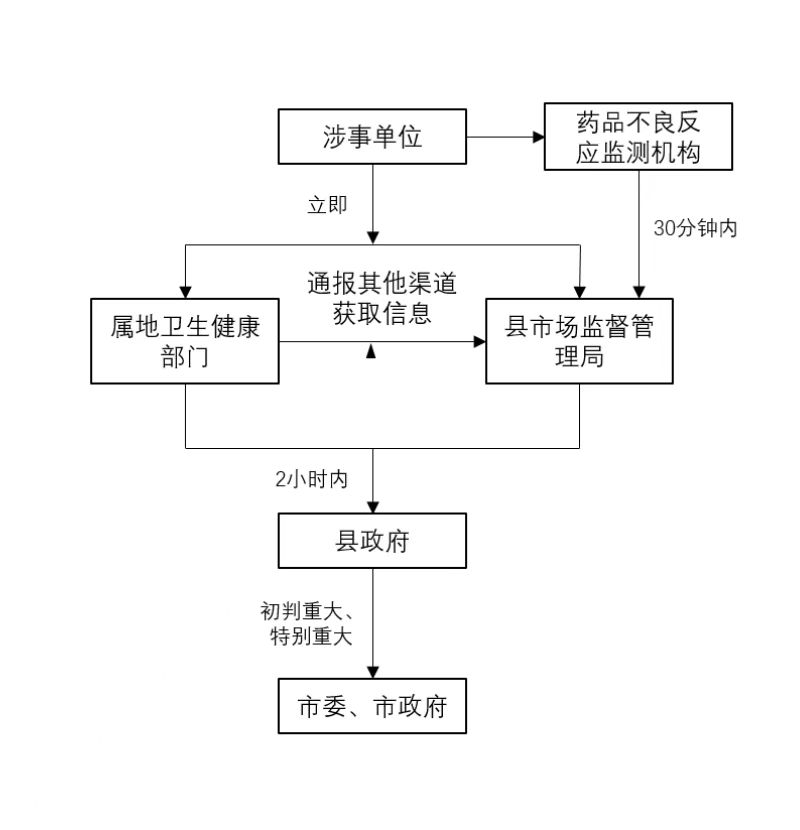 涉事单位
药品不良反
应监测机构
立即
30分钟内
通报其他渠道
获取信息
属地卫生健康
部门
县市场监督管
理局
2小时内
县政府
初判重大、
特别重大
市委、市政府